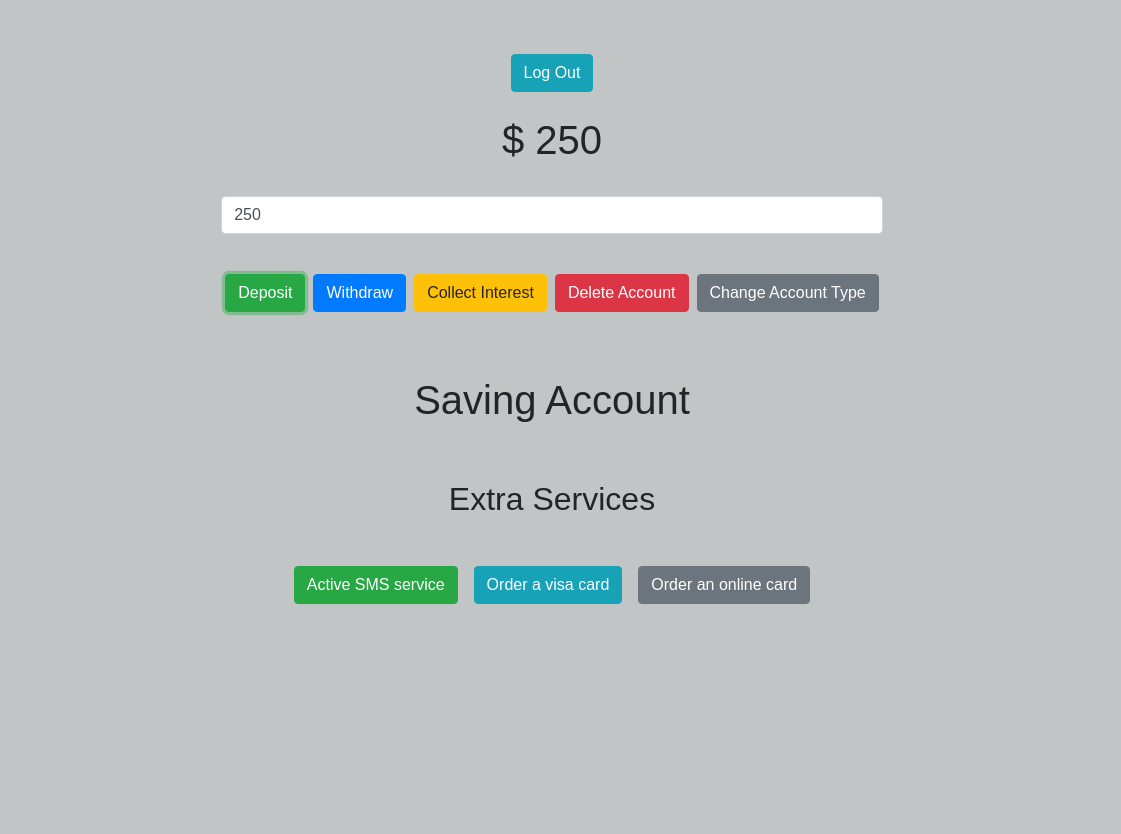 Log Out
$ 250
250
Deposit Withdraw Collect Interest Delete Account Change Account Type
Saving Account
Extra Services
Active SMS service Order a visa card Order an online card